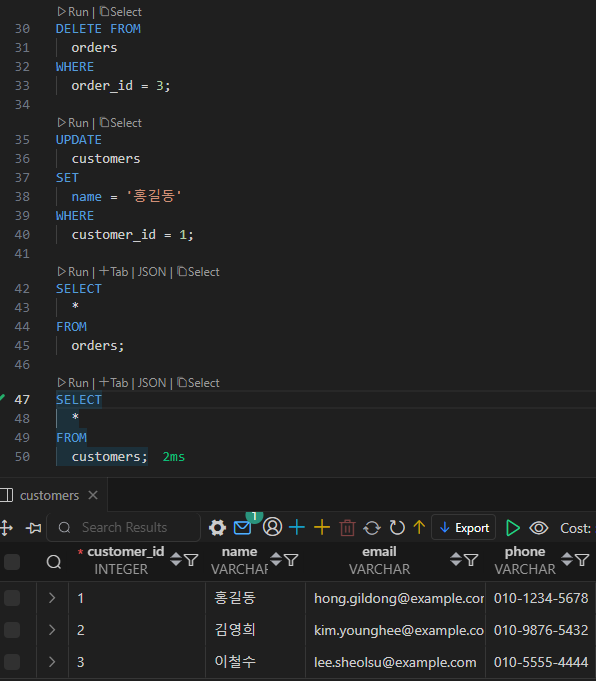 Run | Select
30 DELETE FROM
31 orders
32 WHERE
33 order_id = 3;
34
Run | Select
35 UPDATE
36 customers
37 SET
38 name = '홍길동'
39 WHERE
40 customer_id = 1;
41
Run | Tab | JSON | Select
42 SELECT
43 *
44 FROM
45 orders;
46
Run | Tab | JSON | Select
47 SELECT
48 *
49 FROM
50 customers; 2ms
customers
Search Results 1 Export Cost:
* customer_id name email phone
INTEGER VARCHAR VARCHAR VARCHAR
1 홍길동 hong.gildong@example.com 010-1234-5678
2 김영희 kim.younghee@example.co 010-9876-5432
3 이철수 lee.sheolsu@example.com 010-5555-4444